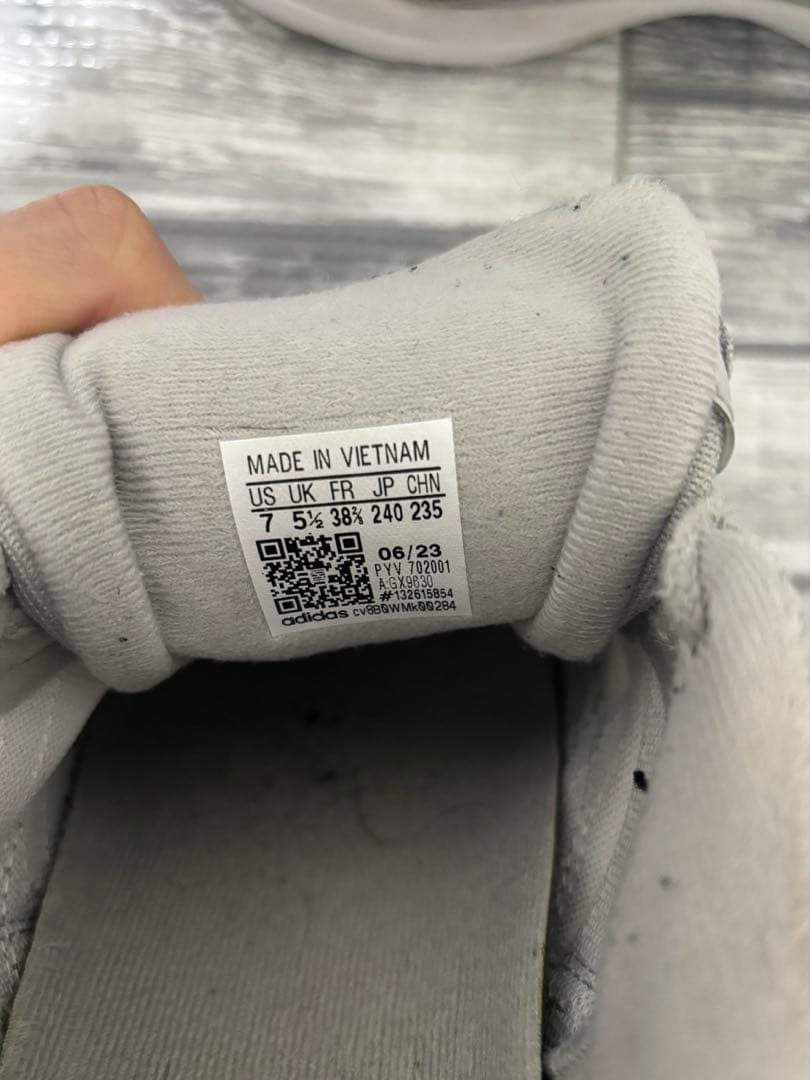 MADE IN VIETNAM
US UK FR JP CHN
7 5½ 38⅔ 240 235
06/23
PYV 702001
A:GX9630
#132615854
adidas cv8B0WMk00284